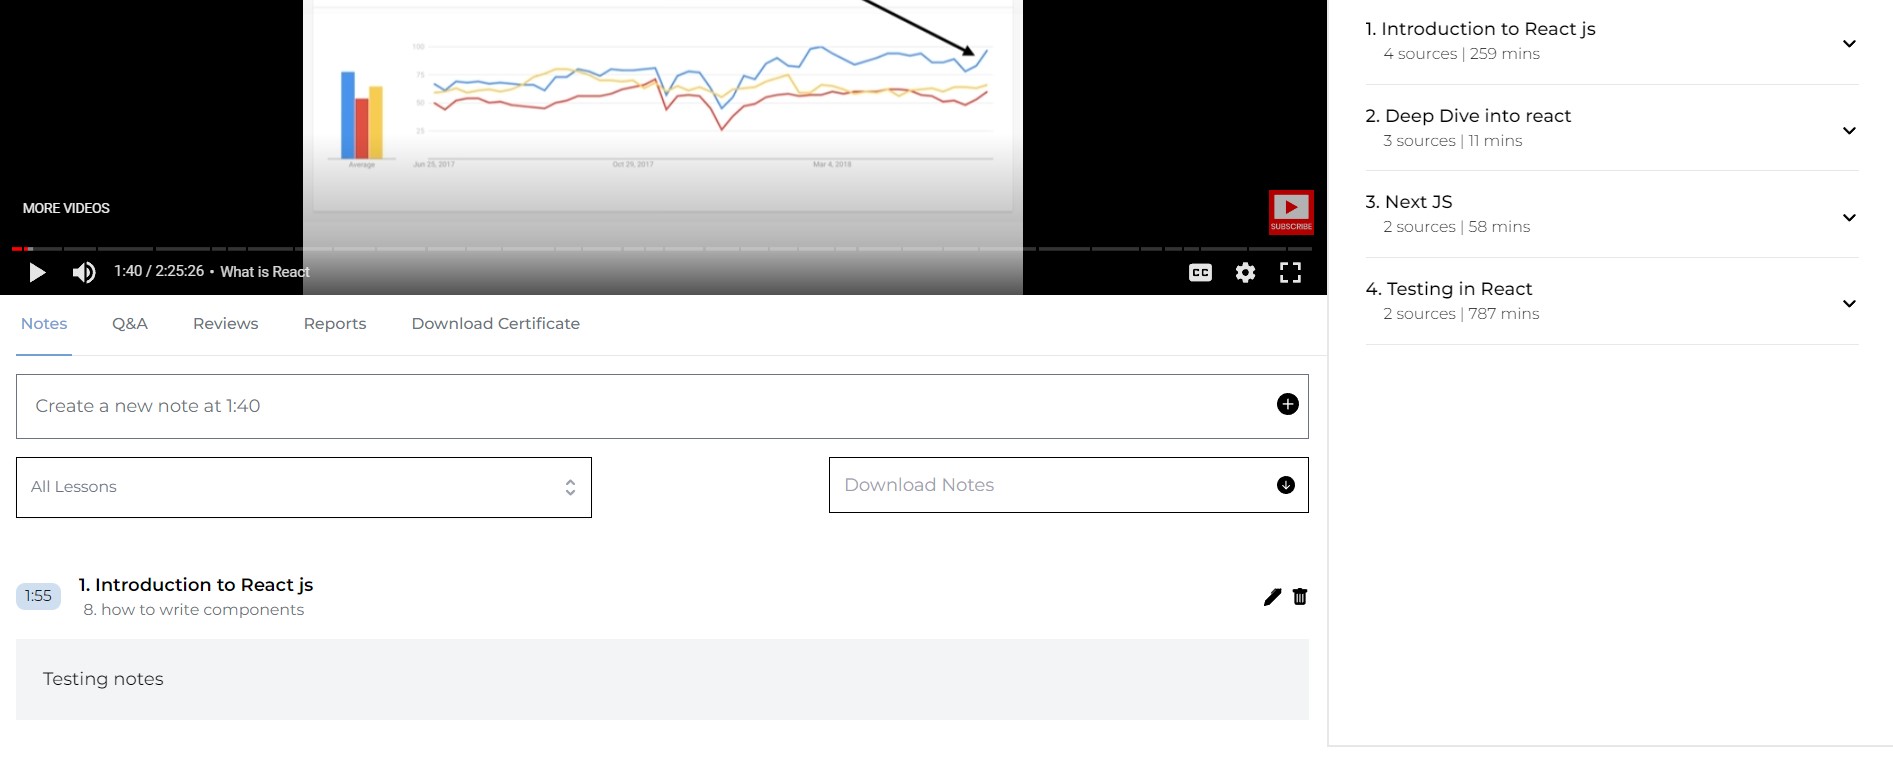 100
75
50
25
Average
Jun 25, 2017
Oct 29, 2017
Mar 4, 2018
MORE VIDEOS
SUBSCRIBE
1:40 / 2:25:26 • What is React
CC
Notes
Q&A
Reviews
Reports
Download Certificate
Create a new note at 1:40
All Lessons
Download Notes
1:55
1. Introduction to React js
8. how to write components
Testing notes
1. Introduction to React js
4 sources | 259 mins
2. Deep Dive into react
3 sources | 11 mins
3. Next JS
2 sources | 58 mins
4. Testing in React
2 sources | 787 mins